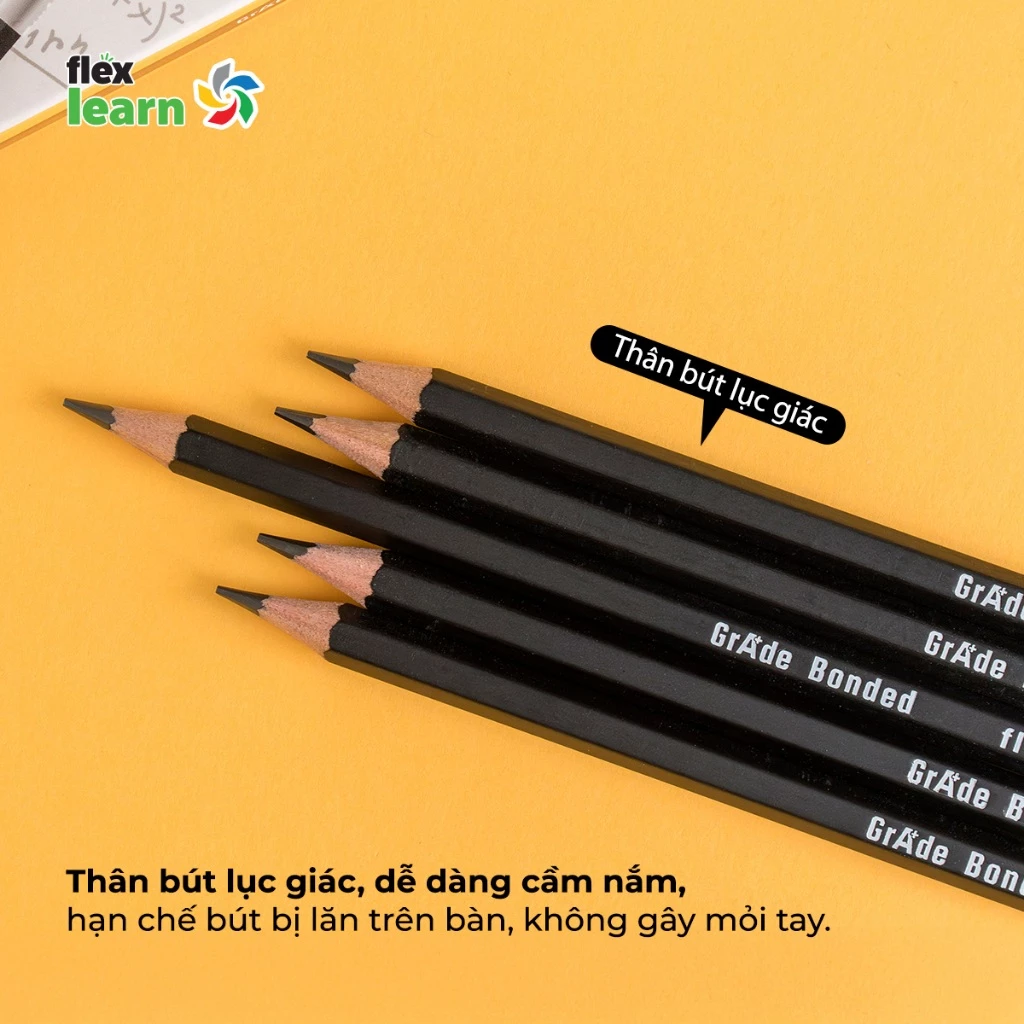 flex
learn
Thân bút lục giác
GrAde
GrAde
GrAde Bonded
GrAde
GrAde
Thân bút lục giác, dễ dàng cầm nắm,
hạn chế bút bị lăn trên bàn, không gây mỏi tay.